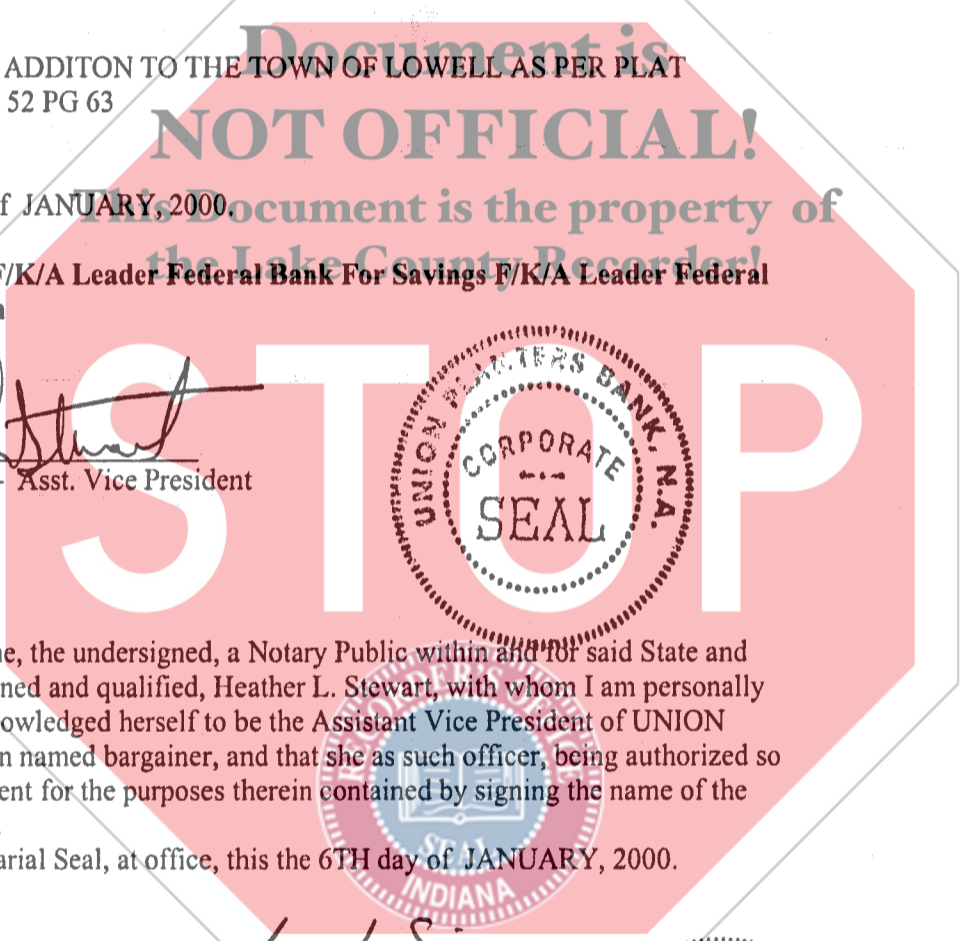 Document is
ADDITON TO THE TOWN OF LOWELL AS PER PLAT
52 PG 63
NOT OFFICIAL!
This Document is the property of
f JANUARY, 2000.
the Lake County Recorder!
F/K/A Leader Federal Bank For Savings F/K/A Leader Federal
STOP
UNION PLANTERS BANK, N.A.
CORPORATE
SEAL
Stewart
Asst. Vice President
e, the undersigned, a Notary Public within and for said State and
ned and qualified, Heather L. Stewart, with whom I am personally
owledged herself to be the Assistant Vice President of UNION
n named bargainer, and that she as such officer, being authorized so
ent for the purposes therein contained by signing the name of the
arial Seal, at office, this the 6TH day of JANUARY, 2000.
RECORDER'S OFFICE
SEAL
INDIANA